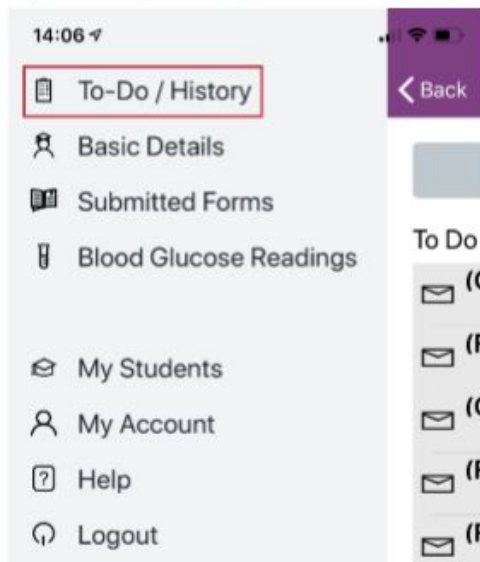 14:06
To-Do / History
Back
Basic Details
Submitted Forms
Blood Glucose Readings
To Do
My Students
My Account
Help
Logout